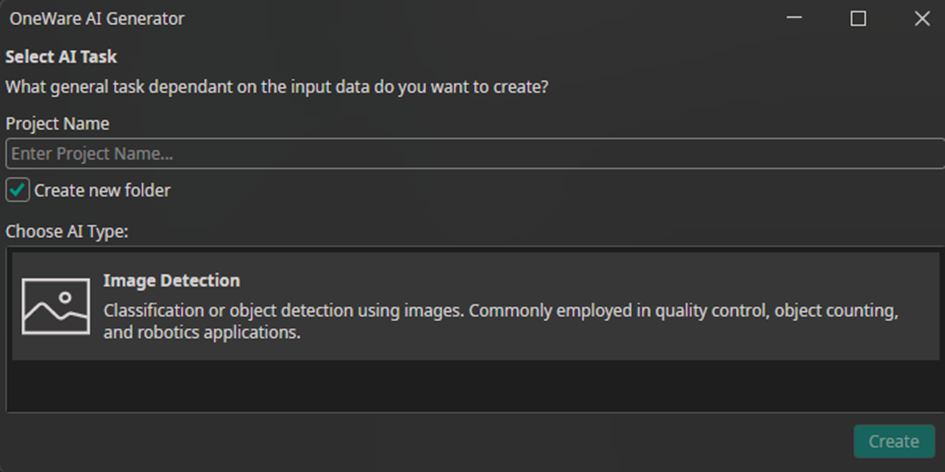 OneWare AI Generator
Select AI Task
What general task dependant on the input data do you want to create?
Project Name
Enter Project Name...
Create new folder
Choose AI Type:
Image Detection
Classification or object detection using images. Commonly employed in quality control, object counting,
and robotics applications.
Create